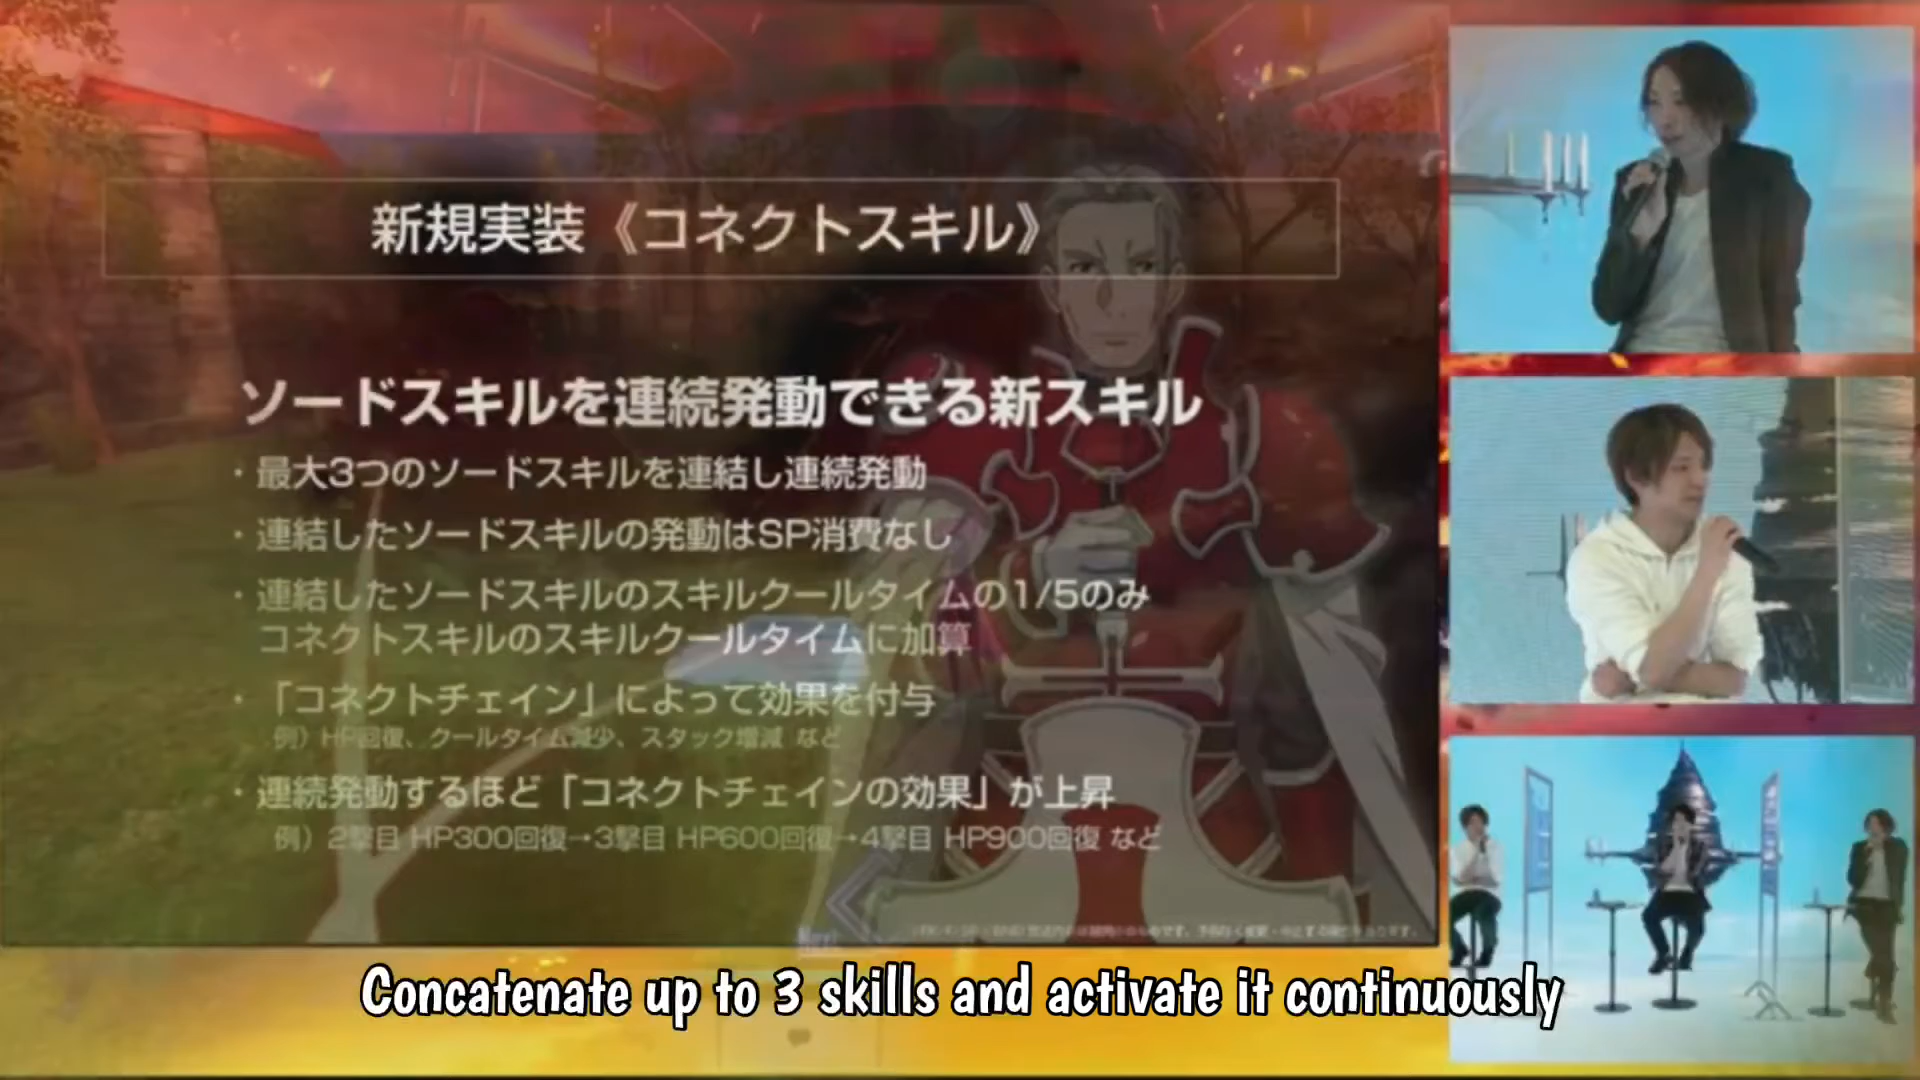 新規実装《コネクトスキル》
ソードスキルを連続発動できる新スキル
・最大3つのソードスキルを連結し連続発動
・連結したソードスキルの発動はSP消費なし
・連結したソードスキルのスキルクールタイムの1/5のみ
コネクトスキルのスキルクールタイムに加算
・「コネクトチェイン」によって効果を付与
例）HP回復、クールタイム減少、スタック増減 など
・連続発動するほど「コネクトチェインの効果」が上昇
例）2撃目 HP300回復→3撃目 HP600回復→4撃目 HP900回復 など
Concatenate up to 3 skills and activate it continuously